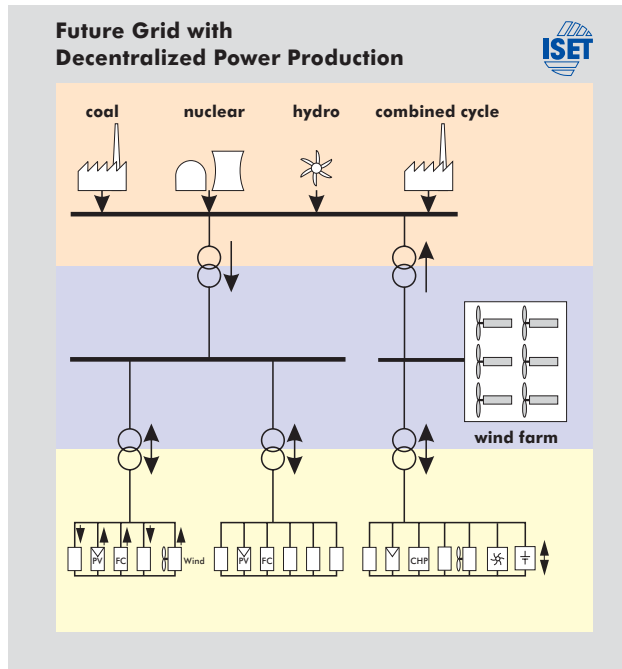 Future Grid with
Decentralized Power Production
ISET
coal nuclear hydro combined cycle
wind farm
PV FC Wind PV FC CHP